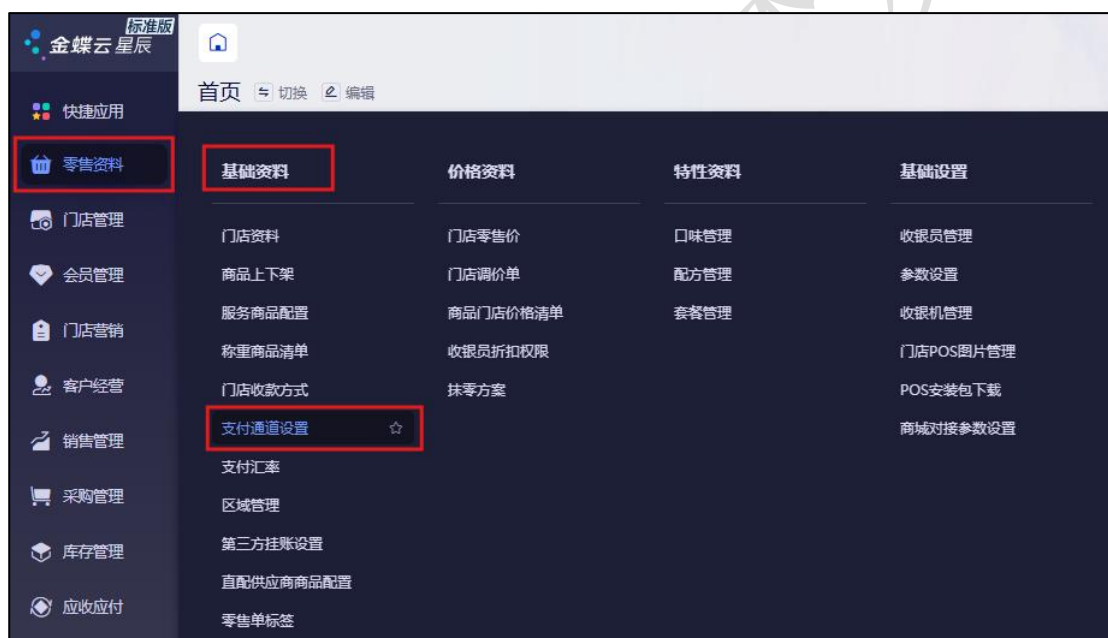 标准版
金蝶云 星辰
首页 切换 编辑
快捷应用
零售资料
门店管理
会员管理
门店营销
客户经营
销售管理
采购管理
库存管理
应收应付
基础资料
门店资料
商品上下架
服务商品配置
称重商品清单
门店收款方式
支付通道设置
支付汇率
区域管理
第三方挂账设置
直配供应商商品配置
零售单标签
价格资料
门店零售价
门店调价单
商品门店价格清单
收银员折扣权限
抹零方案
特性资料
口味管理
配方管理
套餐管理
基础设置
收银员管理
参数设置
收银机管理
门店POS图片管理
POS安装包下载
商城对接参数设置